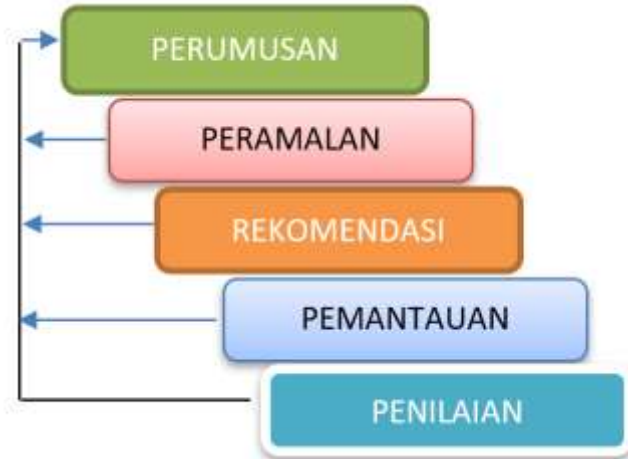 PERUMUSAN
PERAMALAN
REKOMENDASI
PEMANTAUAN
PENILAIAN